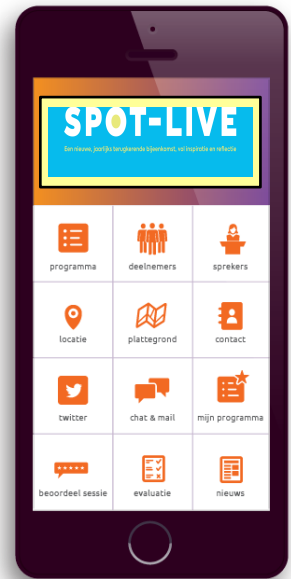 SPOT-LIVE
Een nieuwe, jaarlijks terugkerende bijeenkomst, vol inspiratie en reflectie
programma
deelnemers
sprekers
locatie
plattegrond
contact
twitter
chat & mail
mijn programma
beoordeel sessie
evaluatie
nieuws